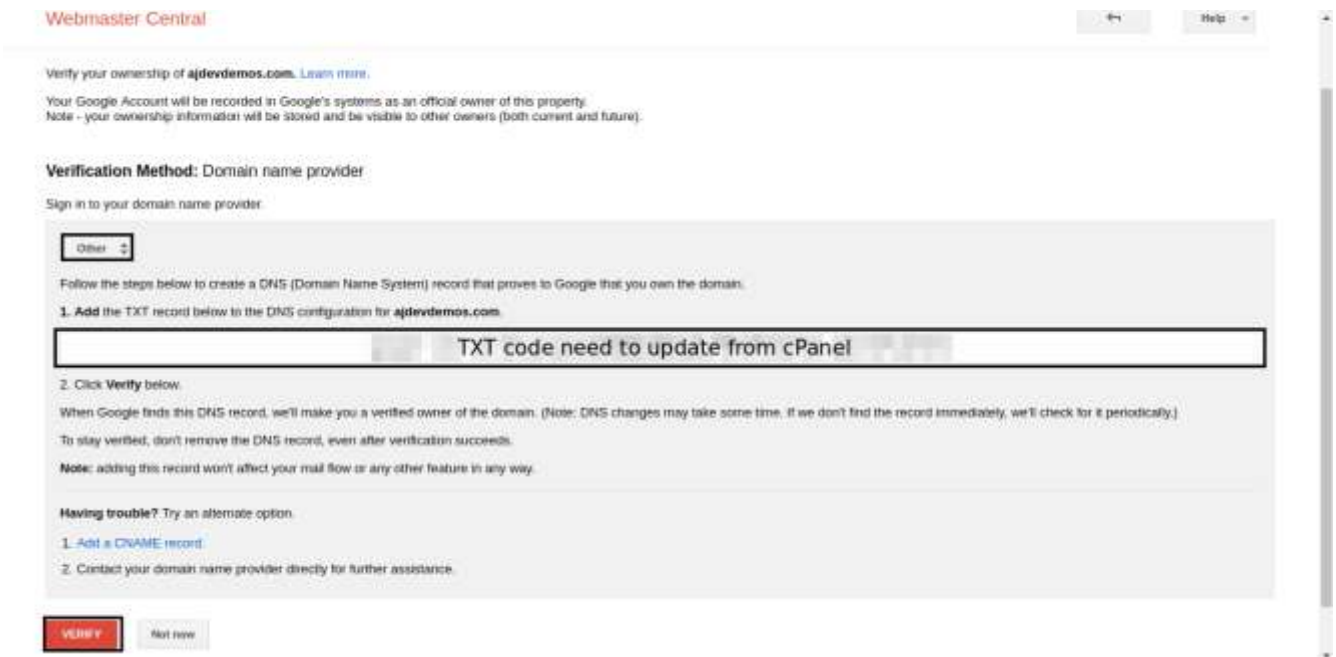 Webmaster Central
Help
Verify your ownership of ajdevdemos.com. Learn more.
Your Google Account will be recorded in Google's systems as an official owner of this property.
Note - your ownership information will be stored and be visible to other owners (both current and future).
Verification Method: Domain name provider
Sign in to your domain name provider
Other
Follow the steps below to create a DNS (Domain Name System) record that proves to Google that you own the domain.
1. Add the TXT record below to the DNS configuration for ajdevdemos.com.
TXT code need to update from cPanel
2. Click Verify below.
When Google finds this DNS record, we'll make you a verified owner of the domain. (Note: DNS changes may take some time. If we don't find the record immediately, we'll check for it periodically.)
To stay verified, don't remove the DNS record, even after verification succeeds.
Note: adding this record won't affect your mail flow or any other feature in any way.
Having trouble? Try an alternate option.
1. Add a CNAME record
2. Contact your domain name provider directly for further assistance.
VERIFY
Not now